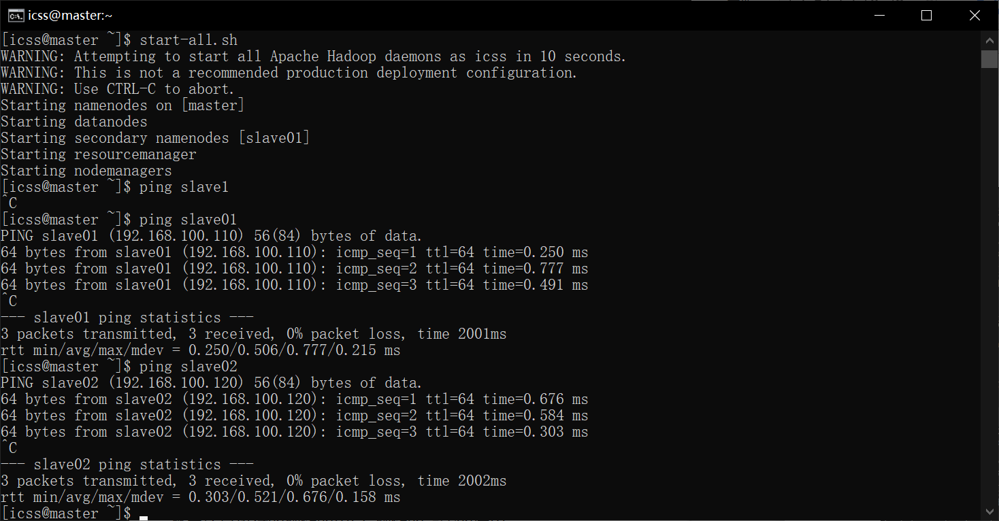 icss@master:~
[icss@master ~]$ start-all.sh
WARNING: Attempting to start all Apache Hadoop daemons as icss in 10 seconds.
WARNING: This is not a recommended production deployment configuration.
WARNING: Use CTRL-C to abort.
Starting namenodes on [master]
Starting datanodes
Starting secondary namenodes [slave01]
Starting resourcemanager
Starting nodemanagers
[icss@master ~]$ ping slave1
^C
[icss@master ~]$ ping slave01
PING slave01 (192.168.100.110) 56(84) bytes of data.
64 bytes from slave01 (192.168.100.110): icmp_seq=1 ttl=64 time=0.250 ms
64 bytes from slave01 (192.168.100.110): icmp_seq=2 ttl=64 time=0.777 ms
64 bytes from slave01 (192.168.100.110): icmp_seq=3 ttl=64 time=0.491 ms
^C
--- slave01 ping statistics ---
3 packets transmitted, 3 received, 0% packet loss, time 2001ms
rtt min/avg/max/mdev = 0.250/0.506/0.777/0.215 ms
[icss@master ~]$ ping slave02
PING slave02 (192.168.100.120) 56(84) bytes of data.
64 bytes from slave02 (192.168.100.120): icmp_seq=1 ttl=64 time=0.676 ms
64 bytes from slave02 (192.168.100.120): icmp_seq=2 ttl=64 time=0.584 ms
64 bytes from slave02 (192.168.100.120): icmp_seq=3 ttl=64 time=0.303 ms
^C
--- slave02 ping statistics ---
3 packets transmitted, 3 received, 0% packet loss, time 2002ms
rtt min/avg/max/mdev = 0.303/0.521/0.676/0.158 ms
[icss@master ~]$